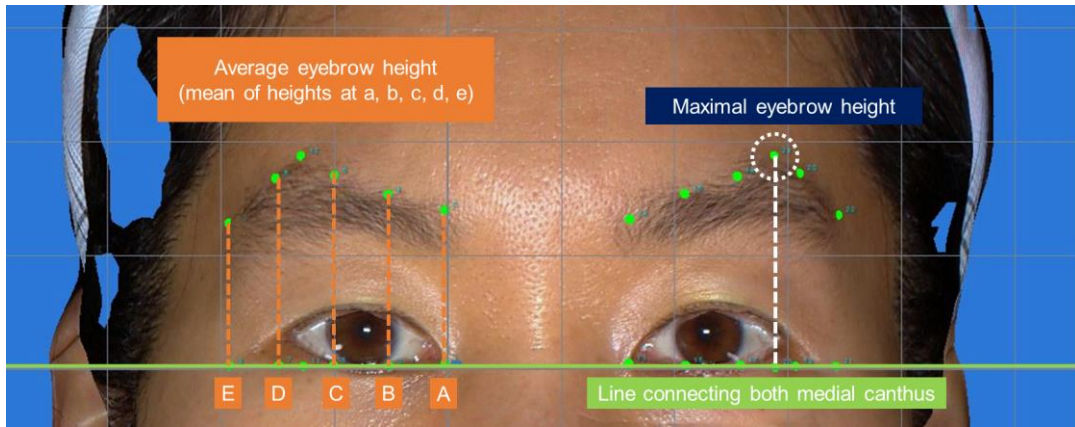 Average eyebrow height
(mean of heights at a, b, c, d, e)
Maximal eyebrow height
E D C B A
Line connecting both medial canthus